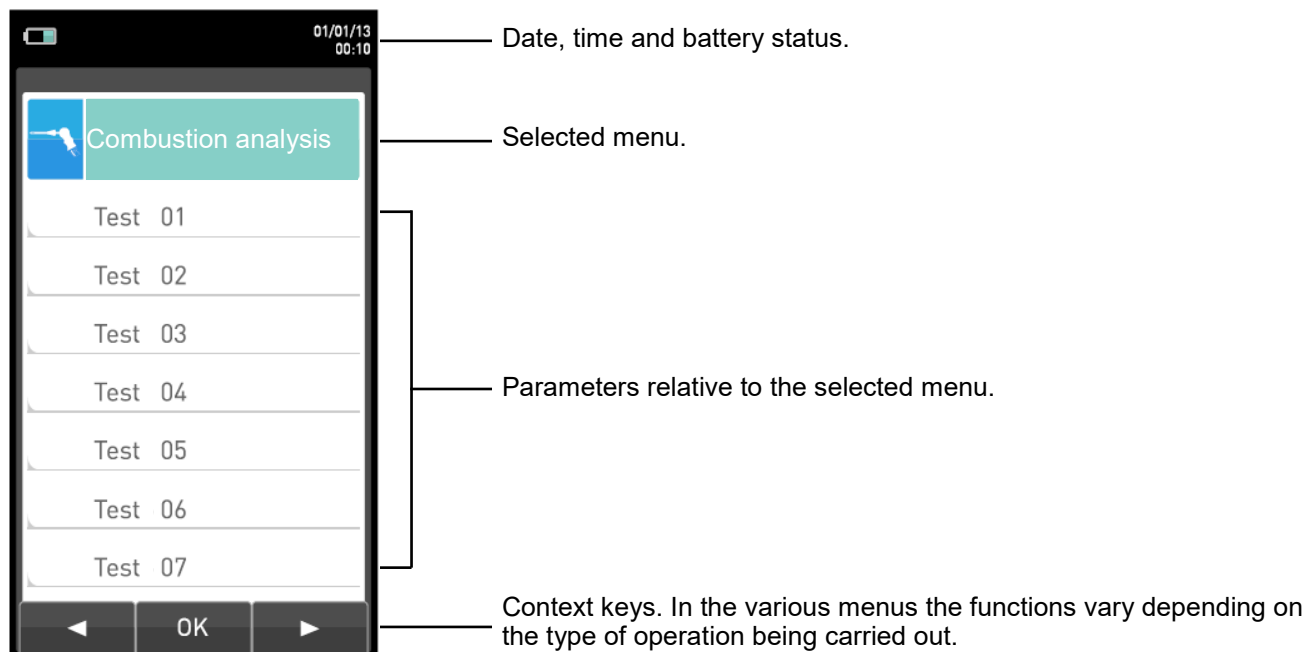 01/01/13
00:10
Date, time and battery status.
Combustion analysis
Selected menu.
Test 01
Test 02
Test 03
Test 04
Test 05
Test 06
Test 07
Parameters relative to the selected menu.
OK
Context keys. In the various menus the functions vary depending on
the type of operation being carried out.